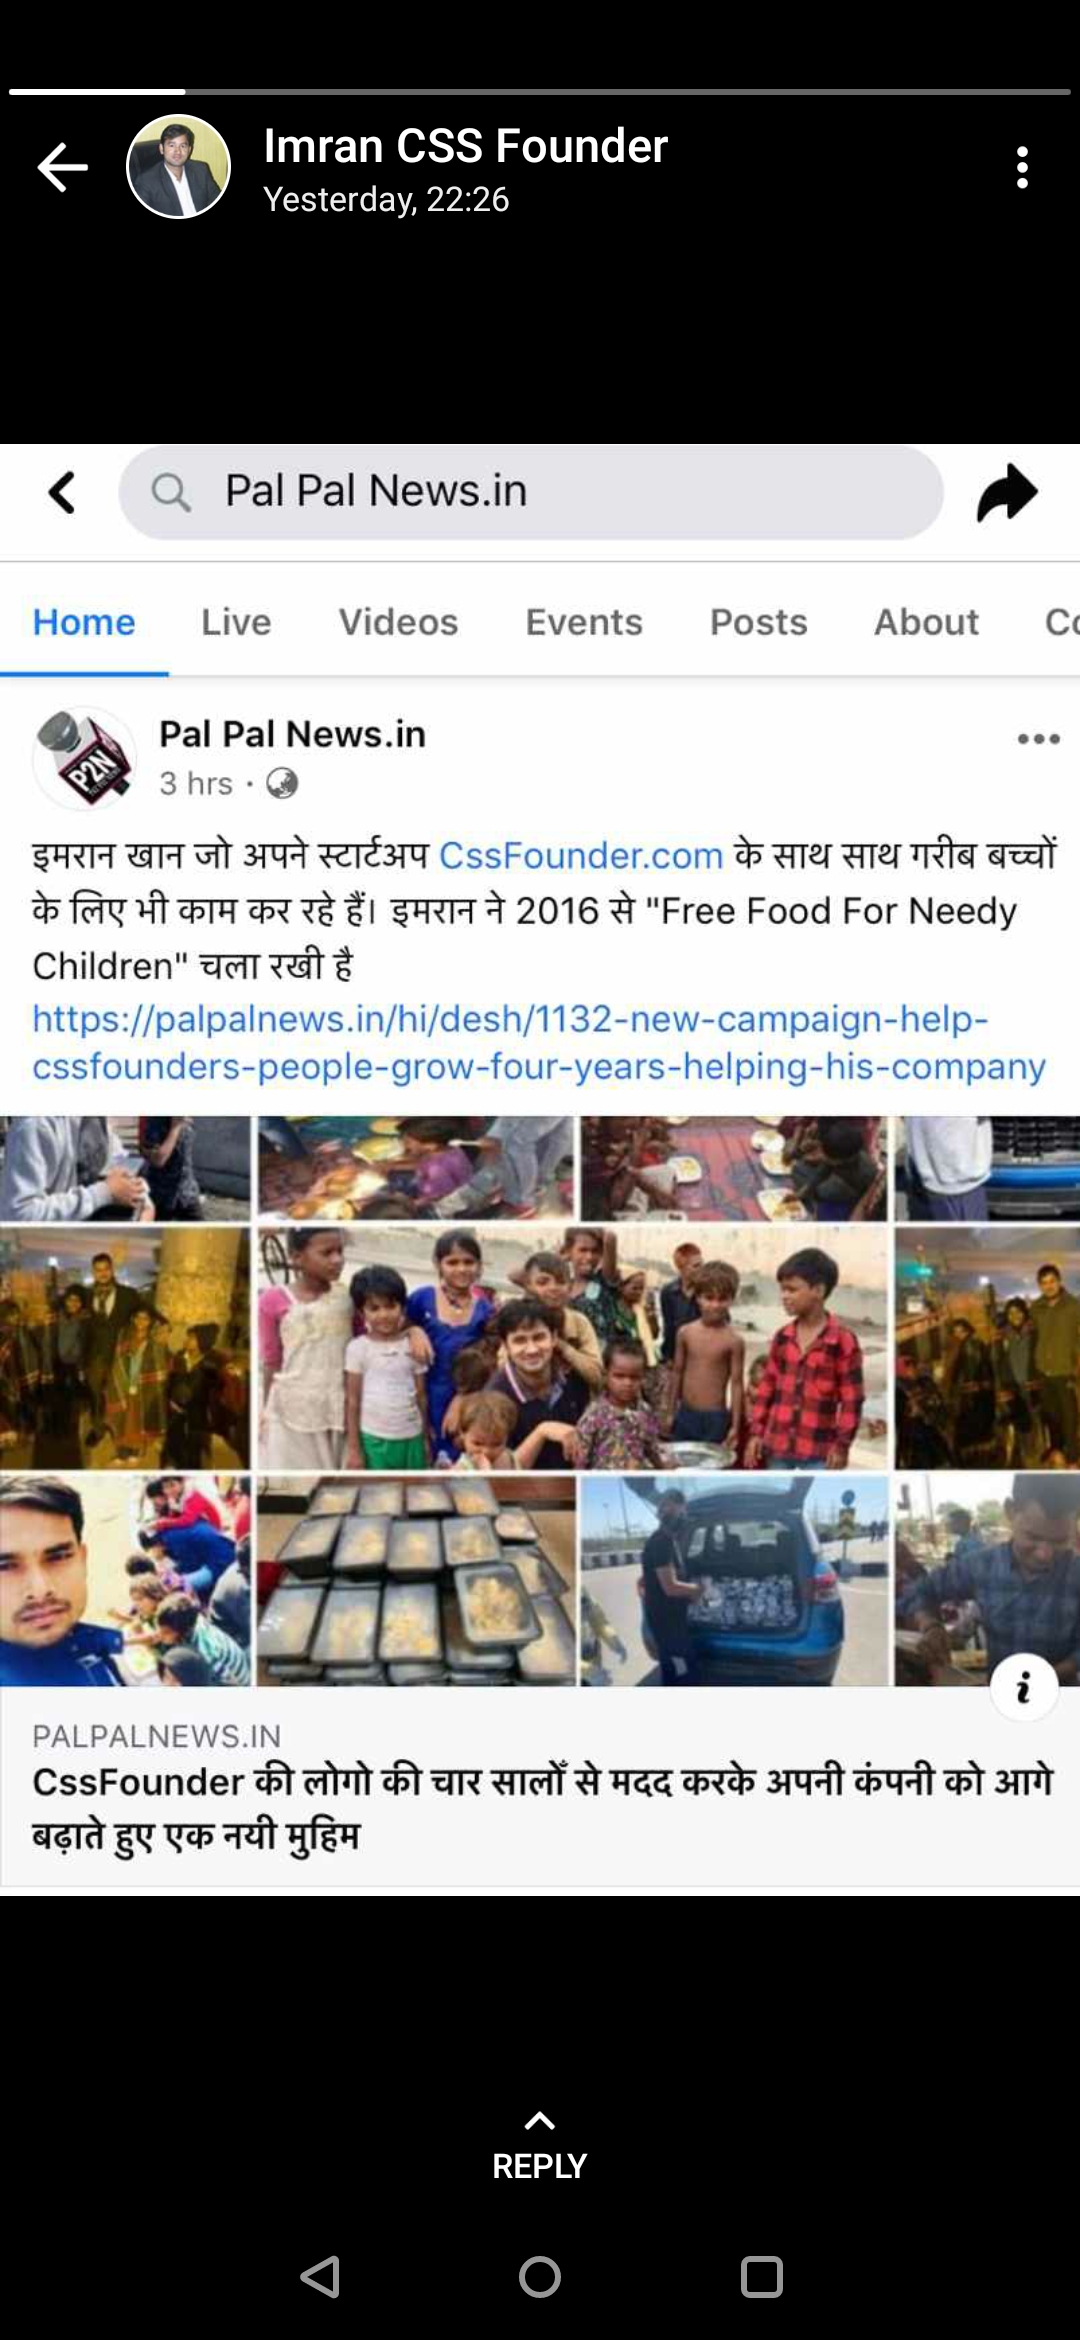 Imran CSS Founder
Yesterday, 22:26
Pal Pal News.in
Home Live Videos Events Posts About Co
Pal Pal News.in
3 hrs ·
P2N
इमरान खान जो अपने स्टार्टअप CssFounder.com के साथ साथ गरीब बच्चों
के लिए भी काम कर रहे हैं। इमरान ने 2016 से "Free Food For Needy
Children" चला रखी है
https://palpalnews.in/hi/desh/1132-new-campaign-help-
cssfounders-people-grow-four-years-helping-his-company
PALPALNEWS.IN
CssFounder की लोगो की चार सालोँ से मदद करके अपनी कंपनी को आगे
बढ़ाते हुए एक नयी मुहिम
REPLY